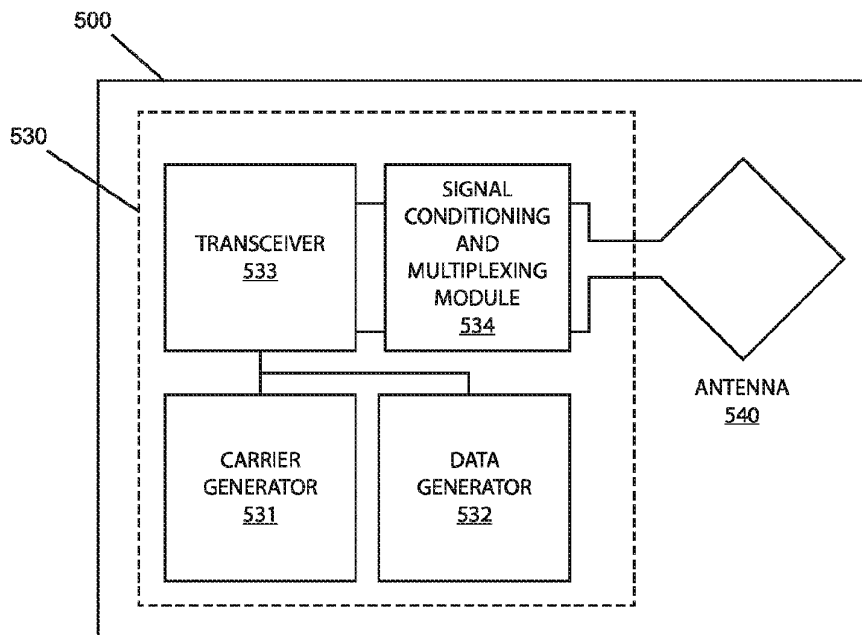 500
530
TRANSCEIVER
533
SIGNAL
CONDITIONING
AND
MULTIPLEXING
MODULE
534
ANTENNA
540
CARRIER
GENERATOR
531
DATA
GENERATOR
532